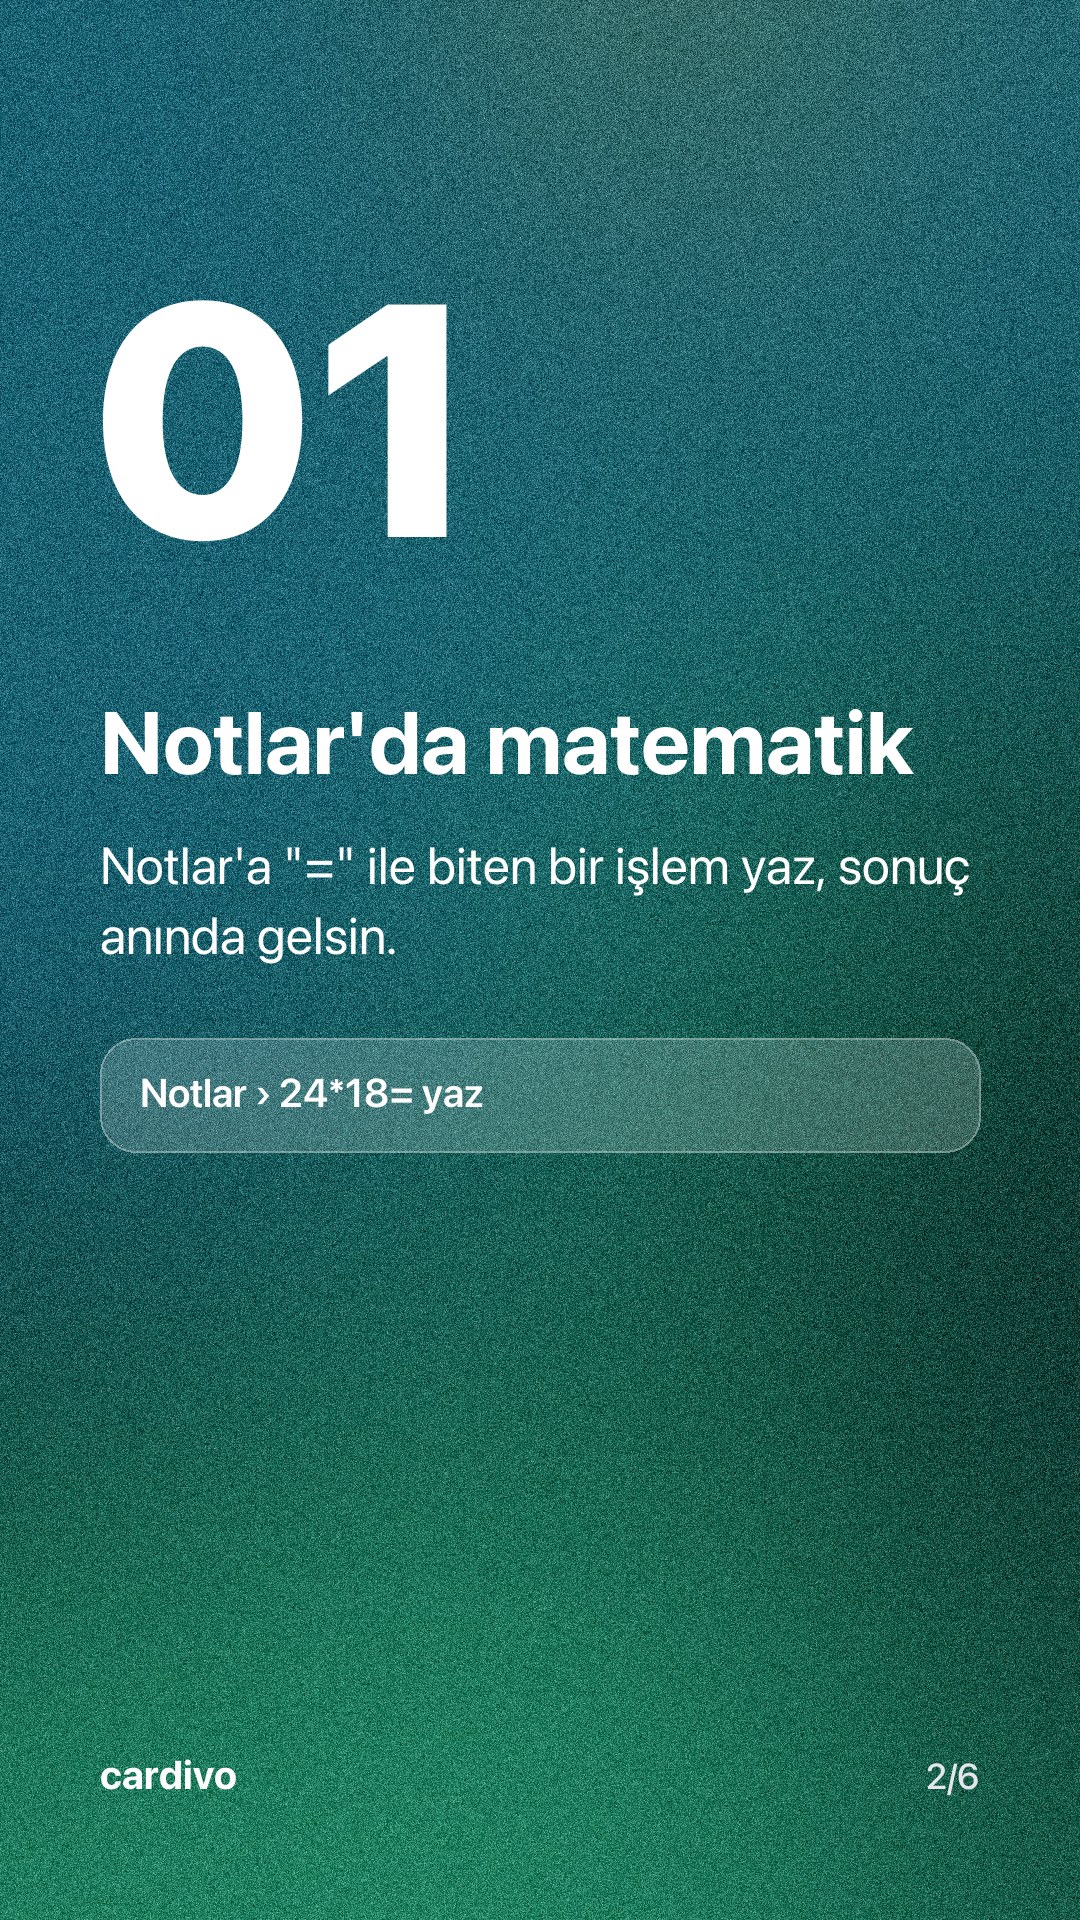 01
Notlar'da matematik
Notlar'a "=" ile biten bir işlem yaz, sonuç
anında gelsin.
Notlar › 24*18= yaz
cardivo
2/6